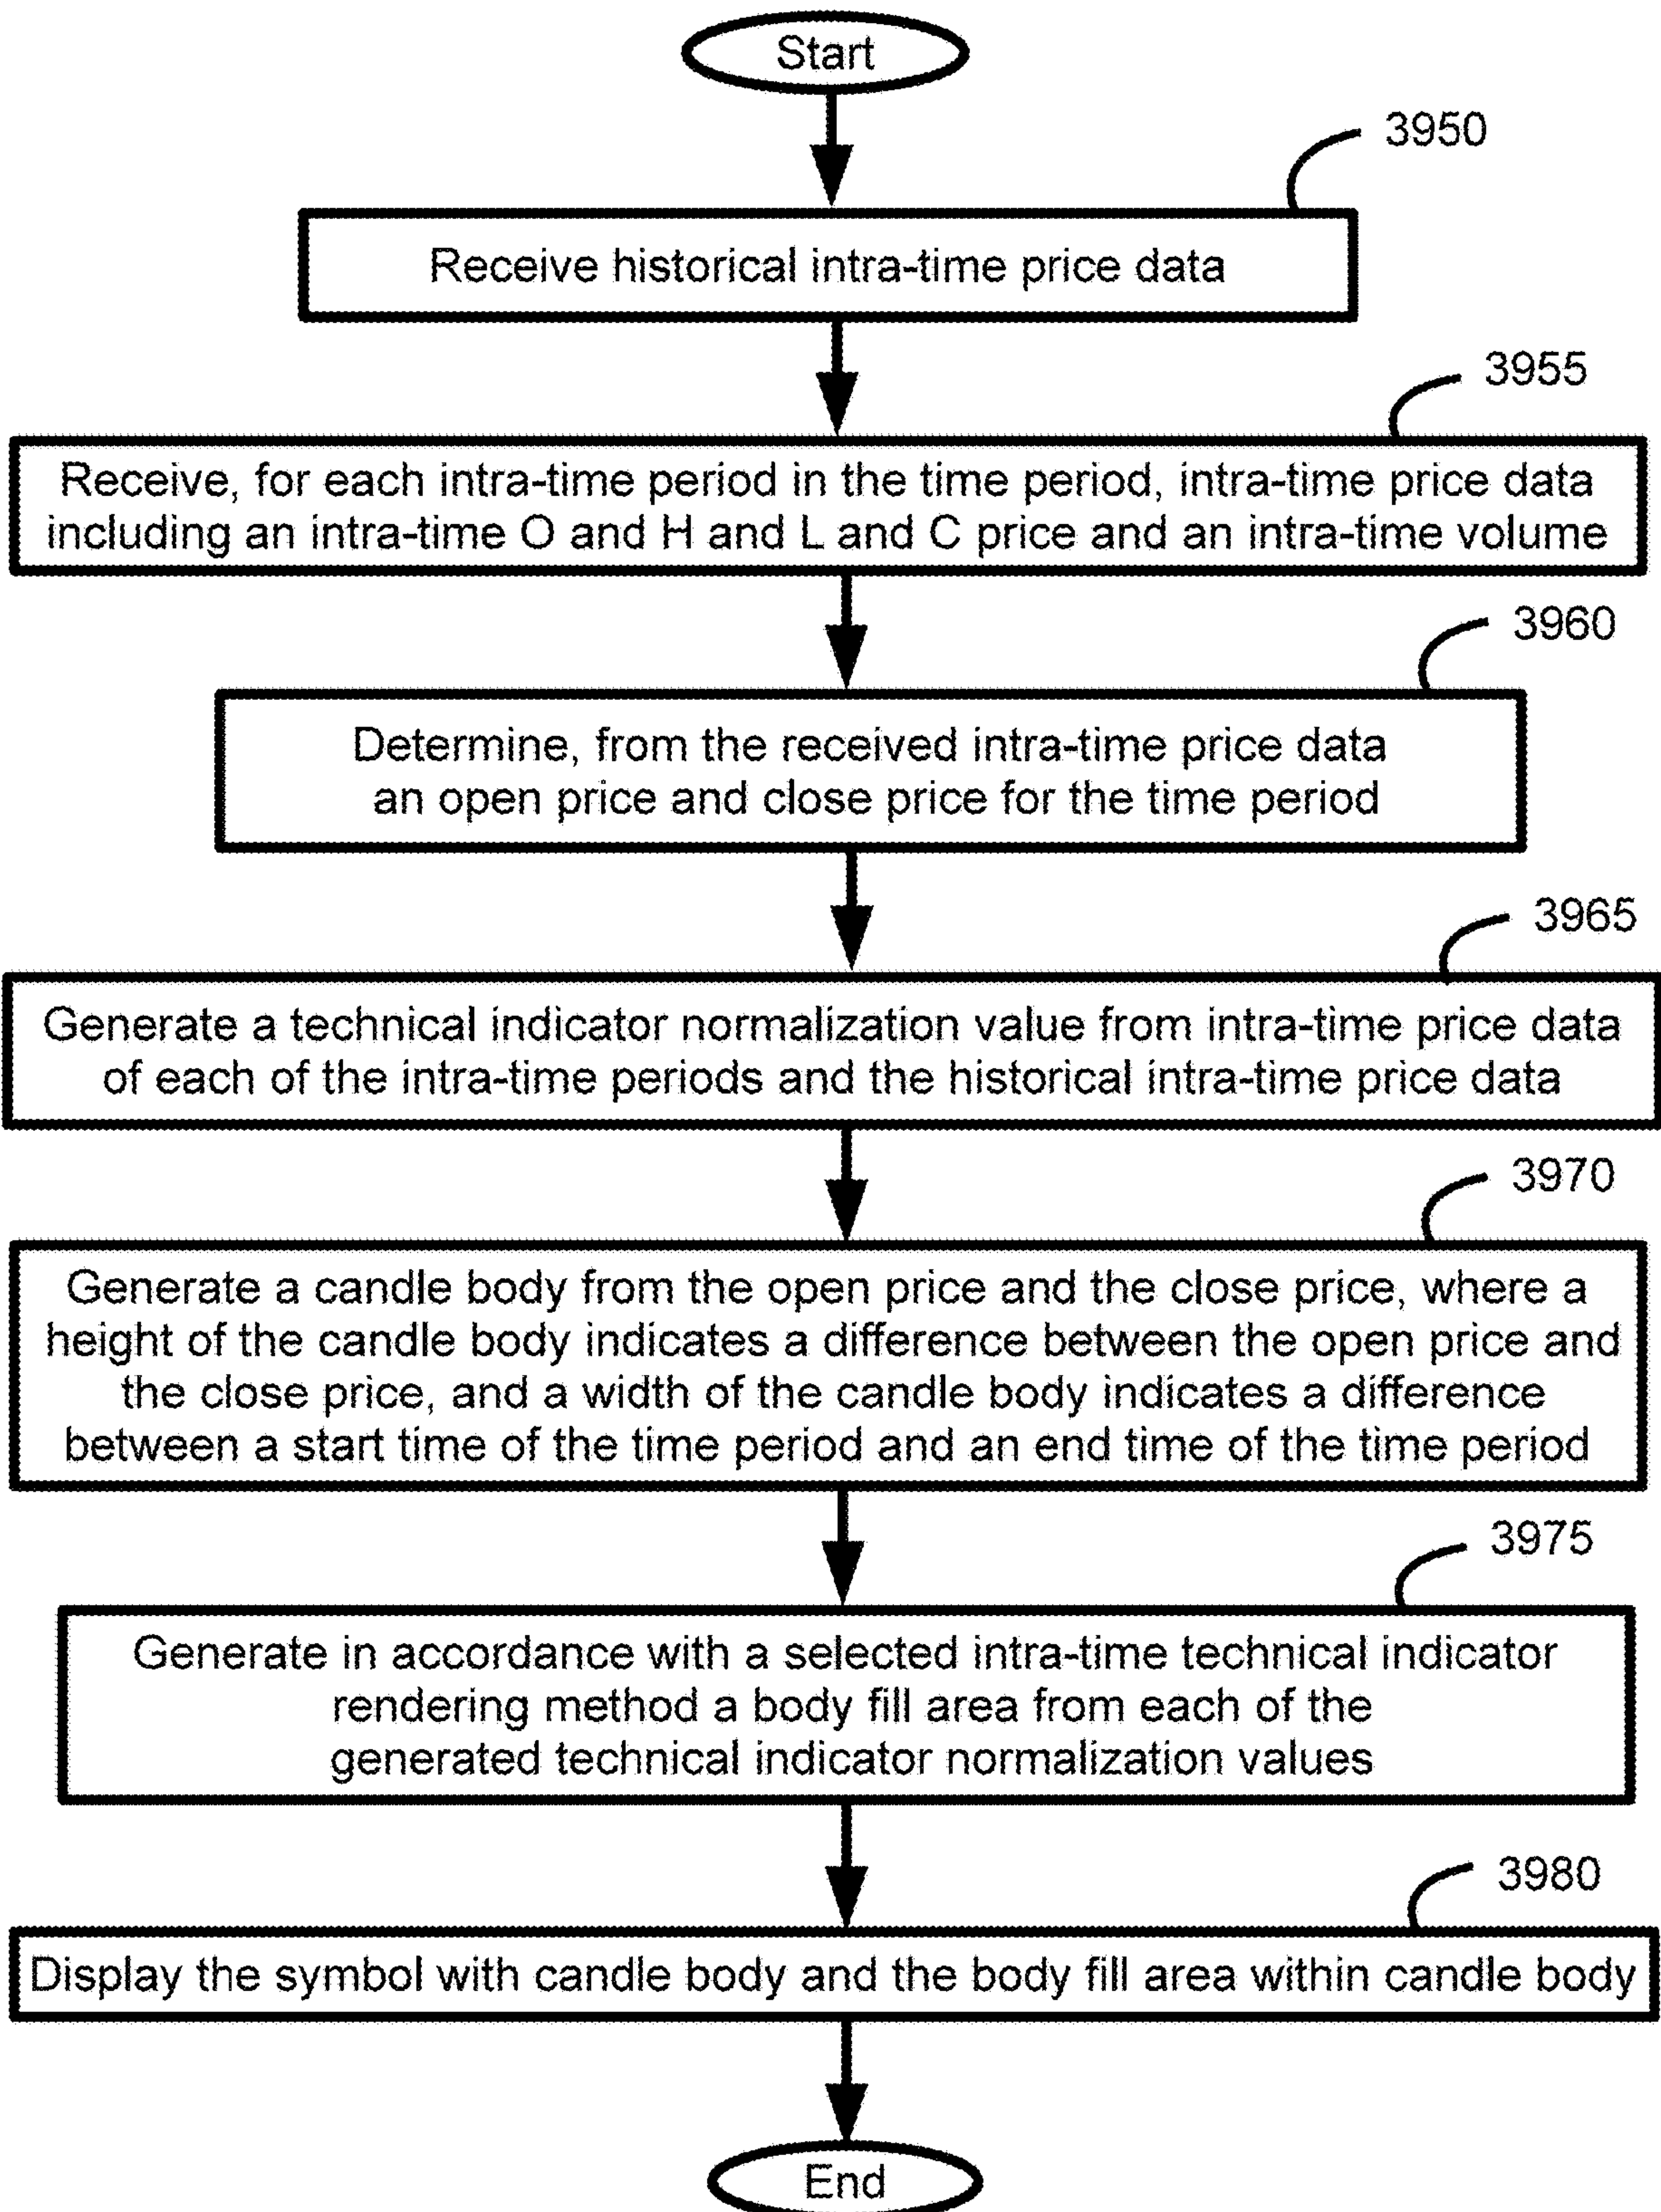 Start
3950
Receive historical intra-time price data
3955
Receive, for each intra-time period in the time period, intra-time price data
including an intra-time O and H and L and C price and an intra-time volume
3960
Determine, from the received intra-time price data
an open price and close price for the time period
3965
Generate a technical indicator normalization value from intra-time price data
of each of the intra-time periods and the historical intra-time price data
3970
Generate a candle body from the open price and the close price, where a
height of the candle body indicates a difference between the open price and
the close price, and a width of the candle body indicates a difference
between a start time of the time period and an end time of the time period
3975
Generate in accordance with a selected intra-time technical indicator
rendering method a body fill area from each of the
generated technical indicator normalization values
3980
Display the symbol with candle body and the body fill area within candle body
End